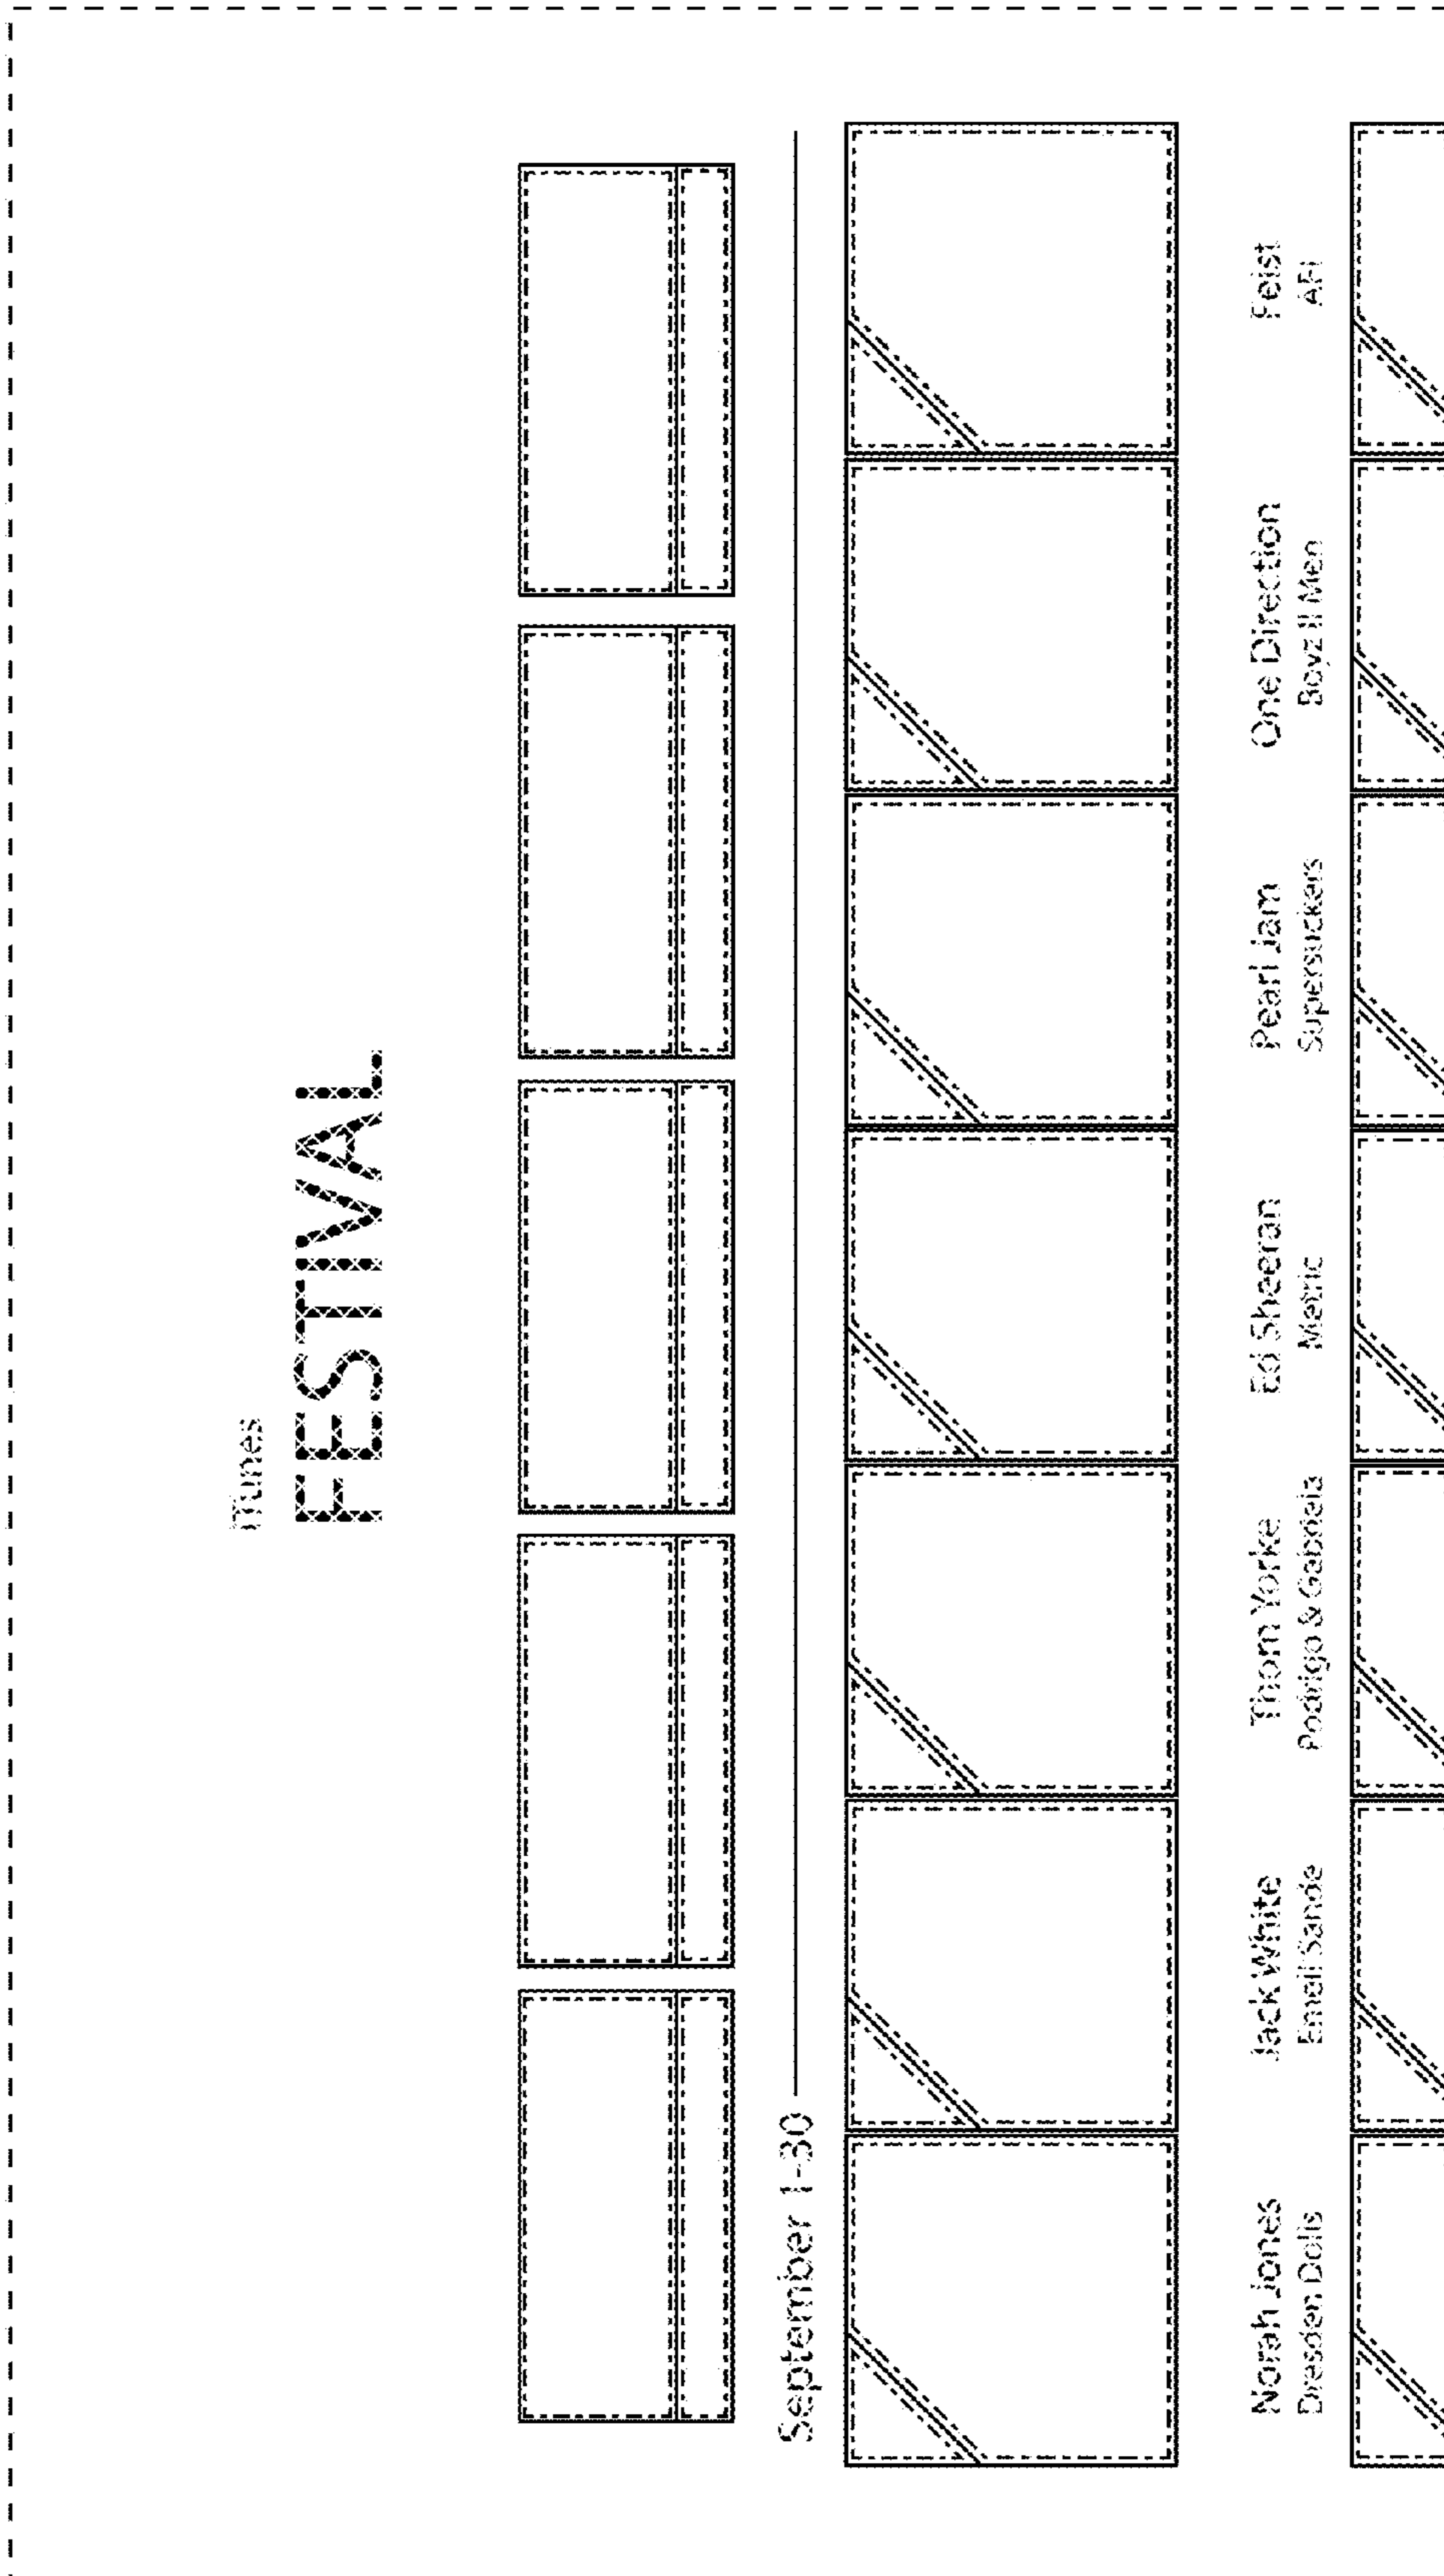 iTunes
FESTIVAL
September 1-30
Norah Jones
Dresden Dolls
Jack White
Emeli Sande
Thom Yorke
Rodrigo & Gabriela
Ed Sheeran
Metric
Pearl Jam
Supersuckers
One Direction
Boyz II Men
Feist
AFI